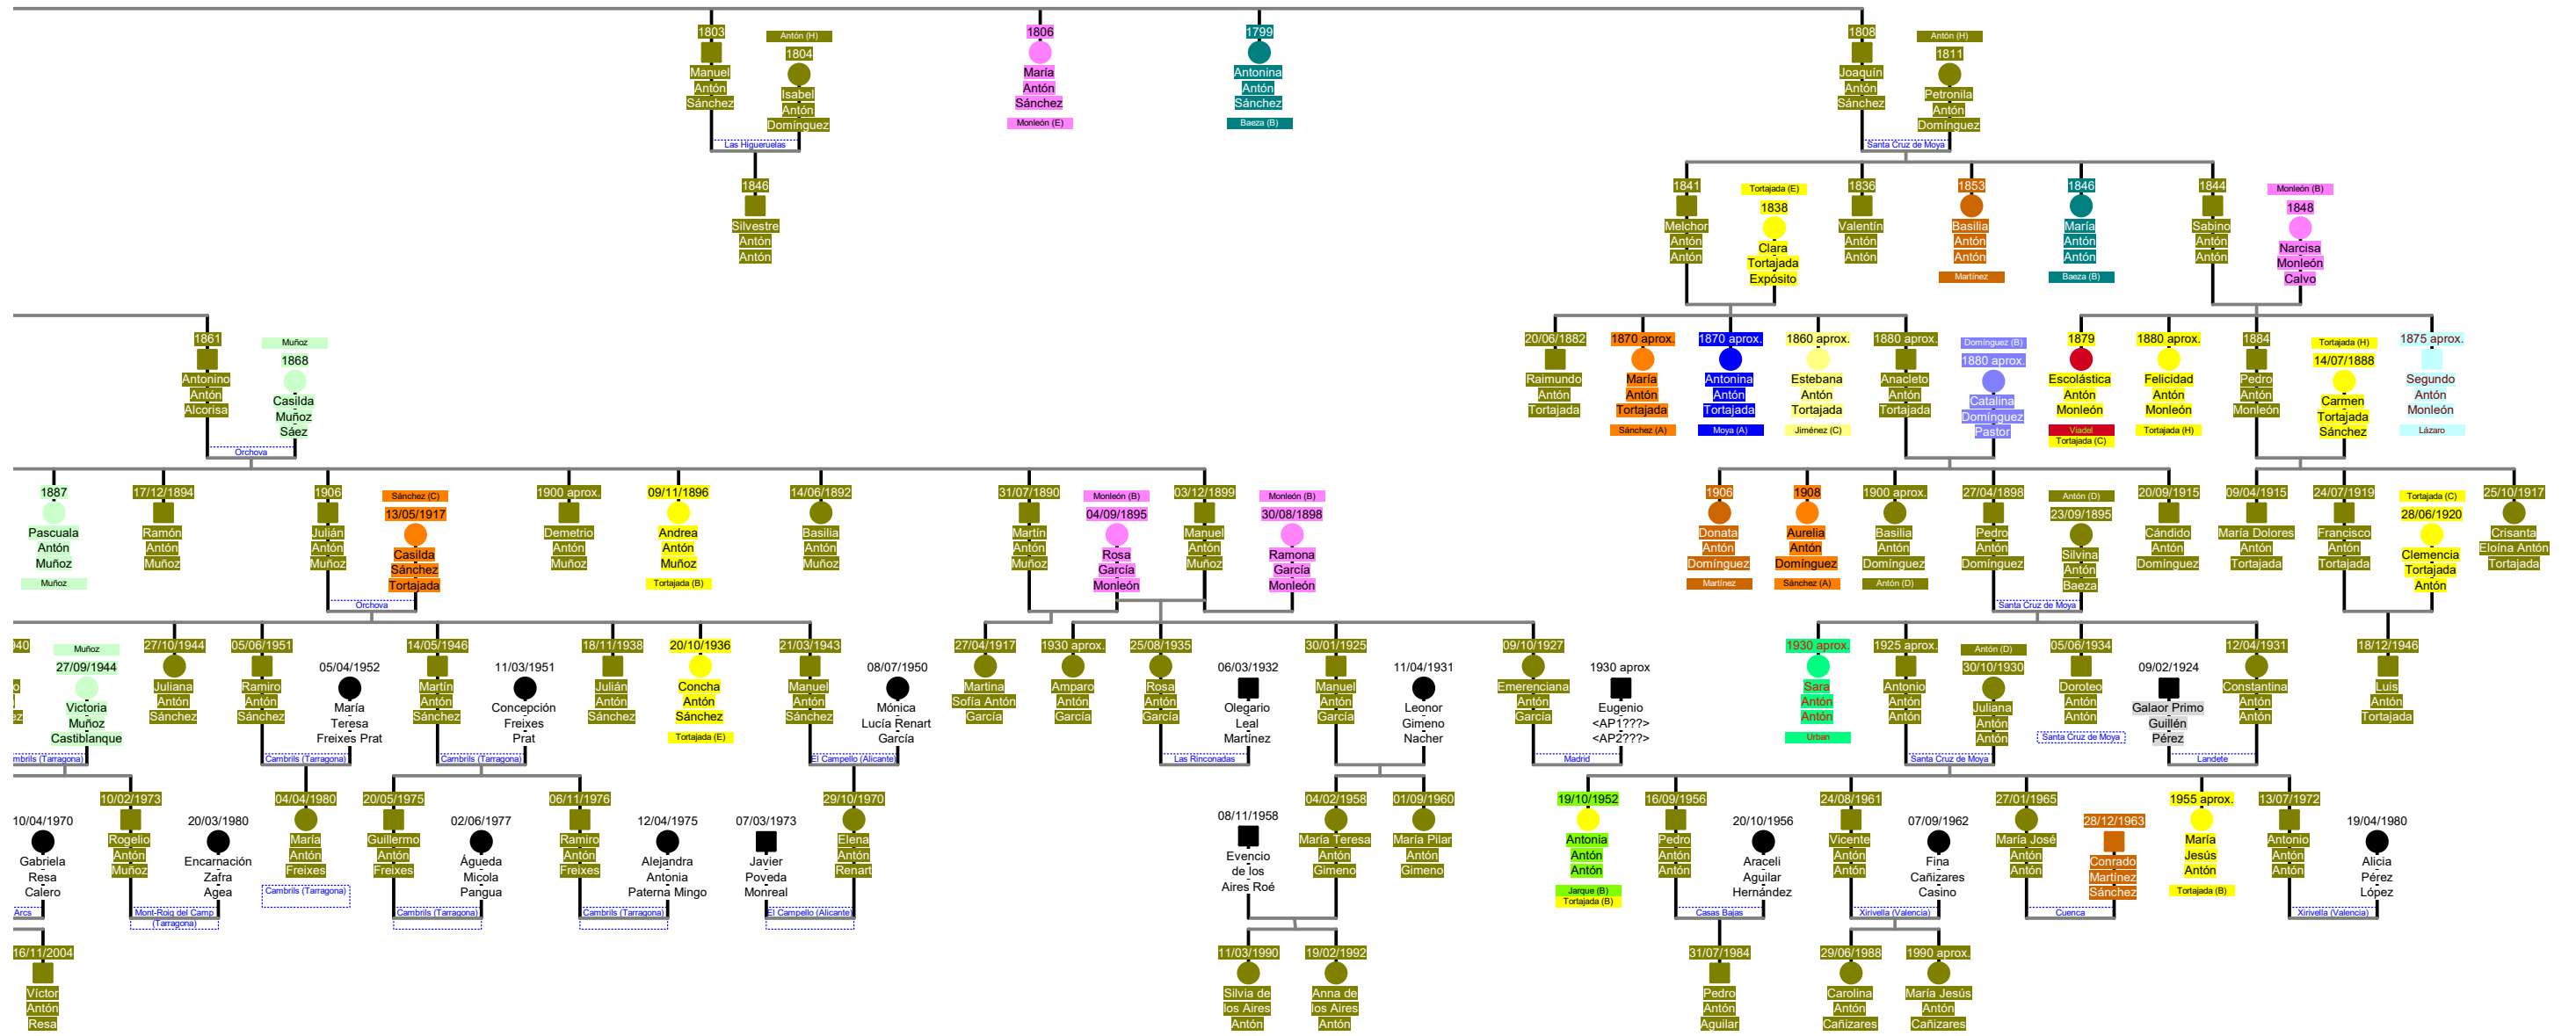 1803
Manuel
Antón
Sánchez
Antón (H)
1804
Isabel
Antón
Domínguez
Las Higueruelas
1806
María
Antón
Sánchez
Monleón (E)
1799
Antonina
Antón
Sánchez
Baeza (B)
1808
Joaquín
Antón
Sánchez
Antón (H)
1811
Petronila
Antón
Domínguez
Santa Cruz de Moya
1846
Silvestre
Antón
Antón
1841
Melchor
Antón
Antón
Tortajada (E)
1838
Clara
Tortajada
Expósito
1836
Valentín
Antón
Antón
1853
Basilia
Antón
Antón
Martínez
1846
María
Antón
Antón
Baeza (B)
1844
Sabino
Antón
Antón
Monleón (B)
1848
Narcisa
Monleón
Calvo
1861
Antonino
Antón
Alcorisa
Muñoz
1868
Casilda
Muñoz
Sáez
Orchova
20/06/1882
Raimundo
Antón
Tortajada
1870 aprox.
María
Antón
Tortajada
Sánchez (A)
1870 aprox.
Antonina
Antón
Tortajada
Moya (A)
1860 aprox.
Estebana
Antón
Tortajada
Jiménez (C)
1880 aprox.
Anacleto
Antón
Tortajada
Domínguez (B)
1880 aprox.
Catalina
Domínguez
Pastor
1879
Escolástica
Antón
Monleón
Viadel
Tortajada (C)
1880 aprox.
Felicidad
Antón
Monleón
Tortajada (H)
1884
Pedro
Antón
Monleón
Tortajada (H)
14/07/1888
Carmen
Tortajada
Sánchez
1875 aprox.
Segundo
Antón
Monleón
Lázaro
1887
Pascuala
Antón
Muñoz
Muñoz
17/12/1894
Ramón
Antón
Muñoz
1906
Julián
Antón
Muñoz
Sánchez (C)
13/05/1917
Casilda
Sánchez
Tortajada
Orchova
1900 aprox.
Demetrio
Antón
Muñoz
09/11/1896
Andrea
Antón
Muñoz
Tortajada (B)
14/06/1892
Basilia
Antón
Muñoz
31/07/1890
Martín
Antón
Muñoz
Monleón (B)
04/09/1895
Rosa
García
Monleón
03/12/1899
Manuel
Antón
Muñoz
Monleón (B)
30/08/1898
Ramona
García
Monleón
1906
Donata
Antón
Domínguez
Martínez
1908
Aurelia
Antón
Domínguez
Sánchez (A)
1900 aprox.
Basilia
Antón
Domínguez
Antón (D)
27/04/1898
Pedro
Antón
Domínguez
Antón (D)
23/09/1895
Silvina
Antón
Baeza
Santa Cruz de Moya
20/09/1915
Cándido
Antón
Domínguez
09/04/1915
María Dolores
Antón
Tortajada
24/07/1919
Francisco
Antón
Tortajada
Tortajada (C)
28/06/1920
Clemencia
Tortajada
Antón
25/10/1917
Crisanta
Eloína Antón
Tortajada
940
o
ez
Muñoz
27/09/1944
Victoria
Muñoz
Castiblanque
mbrils (Tarragona)
27/10/1944
Juliana
Antón
Sánchez
05/06/1951
Ramiro
Antón
Sánchez
05/04/1952
María
Teresa
Freixes Prat
Cambrils (Tarragona)
14/05/1946
Martín
Antón
Sánchez
11/03/1951
Concepción
Freixes
Prat
Cambrils (Tarragona)
18/11/1938
Julián
Antón
Sánchez
20/10/1936
Concha
Antón
Sánchez
Tortajada (E)
21/03/1943
Manuel
Antón
Sánchez
08/07/1950
Mónica
Lucía Renart
García
El Campello (Alicante)
27/04/1917
Martina
Sofía Antón
García
1930 aprox.
Amparo
Antón
García
25/08/1935
Rosa
Antón
García
06/03/1932
Olegario
Leal
Martínez
Las Rinconadas
30/01/1925
Manuel
Antón
García
11/04/1931
Leonor
Gimeno
Nacher
09/10/1927
Emerenciana
Antón
García
1930 aprox
Eugenio
<AP1???>
<AP2???>
Madrid
1930 aprox.
Sara
Antón
Antón
Urban
1925 aprox.
Antonio
Antón
Antón
Antón (D)
30/10/1930
Juliana
Antón
Antón
Santa Cruz de Moya
05/06/1934
Doroteo
Antón
Antón
Santa Cruz de Moya
09/02/1924
Galaor Primo
Guillén
Pérez
12/04/1931
Constantina
Antón
Antón
Landete
18/12/1946
Luis
Antón
Tortajada
10/04/1970
Gabriela
Resa
Calero
Arcs
10/02/1973
Rogelio
Antón
Muñoz
20/03/1980
Encarnación
Zafra
Agea
Mont-Roig del Camp
(Tarragona)
04/04/1980
María
Antón
Freixes
Cambrils (Tarragona)
20/05/1975
Guillermo
Antón
Freixes
02/06/1977
Águeda
Micola
Pangua
Cambrils (Tarragona)
06/11/1976
Ramiro
Antón
Freixes
12/04/1975
Alejandra
Antonia
Paterna Mingo
Cambrils (Tarragona)
07/03/1973
Javier
Poveda
Monreal
29/10/1970
Elena
Antón
Renart
El Campello (Alicante)
08/11/1958
Evencio
de los
Aires Roé
04/02/1958
María Teresa
Antón
Gimeno
01/09/1960
María Pilar
Antón
Gimeno
19/10/1952
Antonia
Antón
Antón
Jarque (B)
Tortajada (B)
16/09/1956
Pedro
Antón
Antón
20/10/1956
Araceli
Aguilar
Hernández
Casas Bajas
24/08/1961
Vicente
Antón
Antón
07/09/1962
Fina
Cañizares
Casino
Xirivella (Valencia)
27/01/1965
María José
Antón
Antón
28/12/1963
Conrado
Martínez
Sánchez
Cuenca
1955 aprox.
María
Jesús
Antón
Tortajada (B)
13/07/1972
Antonio
Antón
Antón
19/04/1980
Alicia
Pérez
López
Xirivella (Valencia)
16/11/2004
Víctor
Antón
Resa
11/03/1990
Silvia de
los Aires
Antón
19/02/1992
Anna de
los Aires
Antón
31/07/1984
Pedro
Antón
Aguilar
29/06/1988
Carolina
Antón
Cañizares
1990 aprox.
María Jesús
Antón
Cañizares